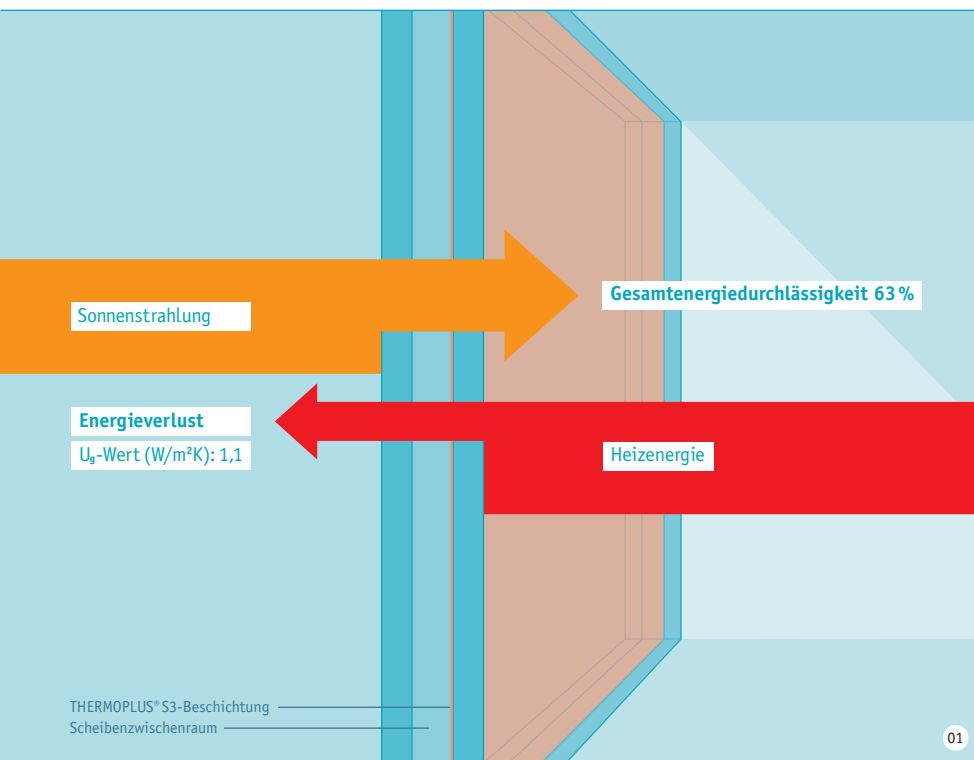 Sonnenstrahlung
Gesamtenergiedurchlässigkeit 63 %
Energieverlust
Ug-Wert (W/m²K): 1,1
Heizenergie
THERMOPLUS® S3-Beschichtung
Scheibenzwischenraum
01